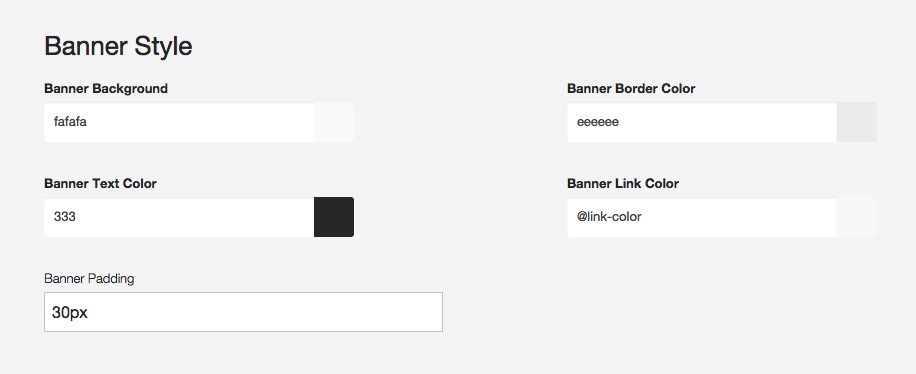 Banner Style
Banner Background
Banner Border Color
fafafa
eeeeee
Banner Text Color
Banner Link Color
333
@link-color
Banner Padding
30px